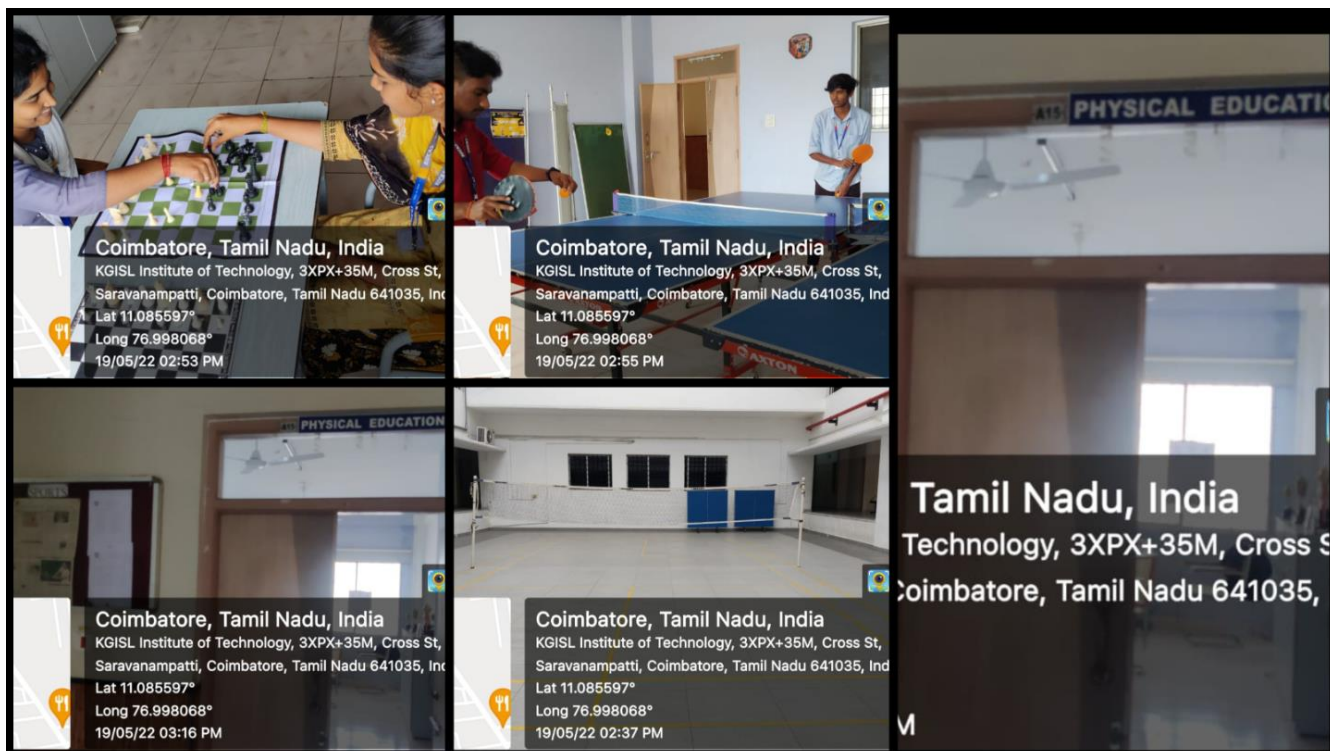 Coimbatore, Tamil Nadu, India
KGISL Institute of Technology, 3XPX+35M, Cross St,
Saravanampatti, Coimbatore, Tamil Nadu 641035, Ind
Lat 11.085597°
Long 76.998068°
19/05/22 02:53 PM
AXTON
Coimbatore, Tamil Nadu, India
KGISL Institute of Technology, 3XPX+35M, Cross St,
Saravanampatti, Coimbatore, Tamil Nadu 641035, Ind
Lat 11.085597°
Long 76.998068°
19/05/22 02:55 PM
A15 PHYSICAL EDUCATIO
Tamil Nadu, India
Technology, 3XPX+35M, Cross S
Coimbatore, Tamil Nadu 641035,
M
A15 PHYSICAL EDUCATION
SPORTS
Coimbatore, Tamil Nadu, India
KGISL Institute of Technology, 3XPX+35M, Cross St,
Saravanampatti, Coimbatore, Tamil Nadu 641035, Ind
Lat 11.085597°
Long 76.998068°
19/05/22 03:16 PM
Coimbatore, Tamil Nadu, India
KGISL Institute of Technology, 3XPX+35M, Cross St,
Saravanampatti, Coimbatore, Tamil Nadu 641035, Ind
Lat 11.085597°
Long 76.998068°
19/05/22 02:37 PM